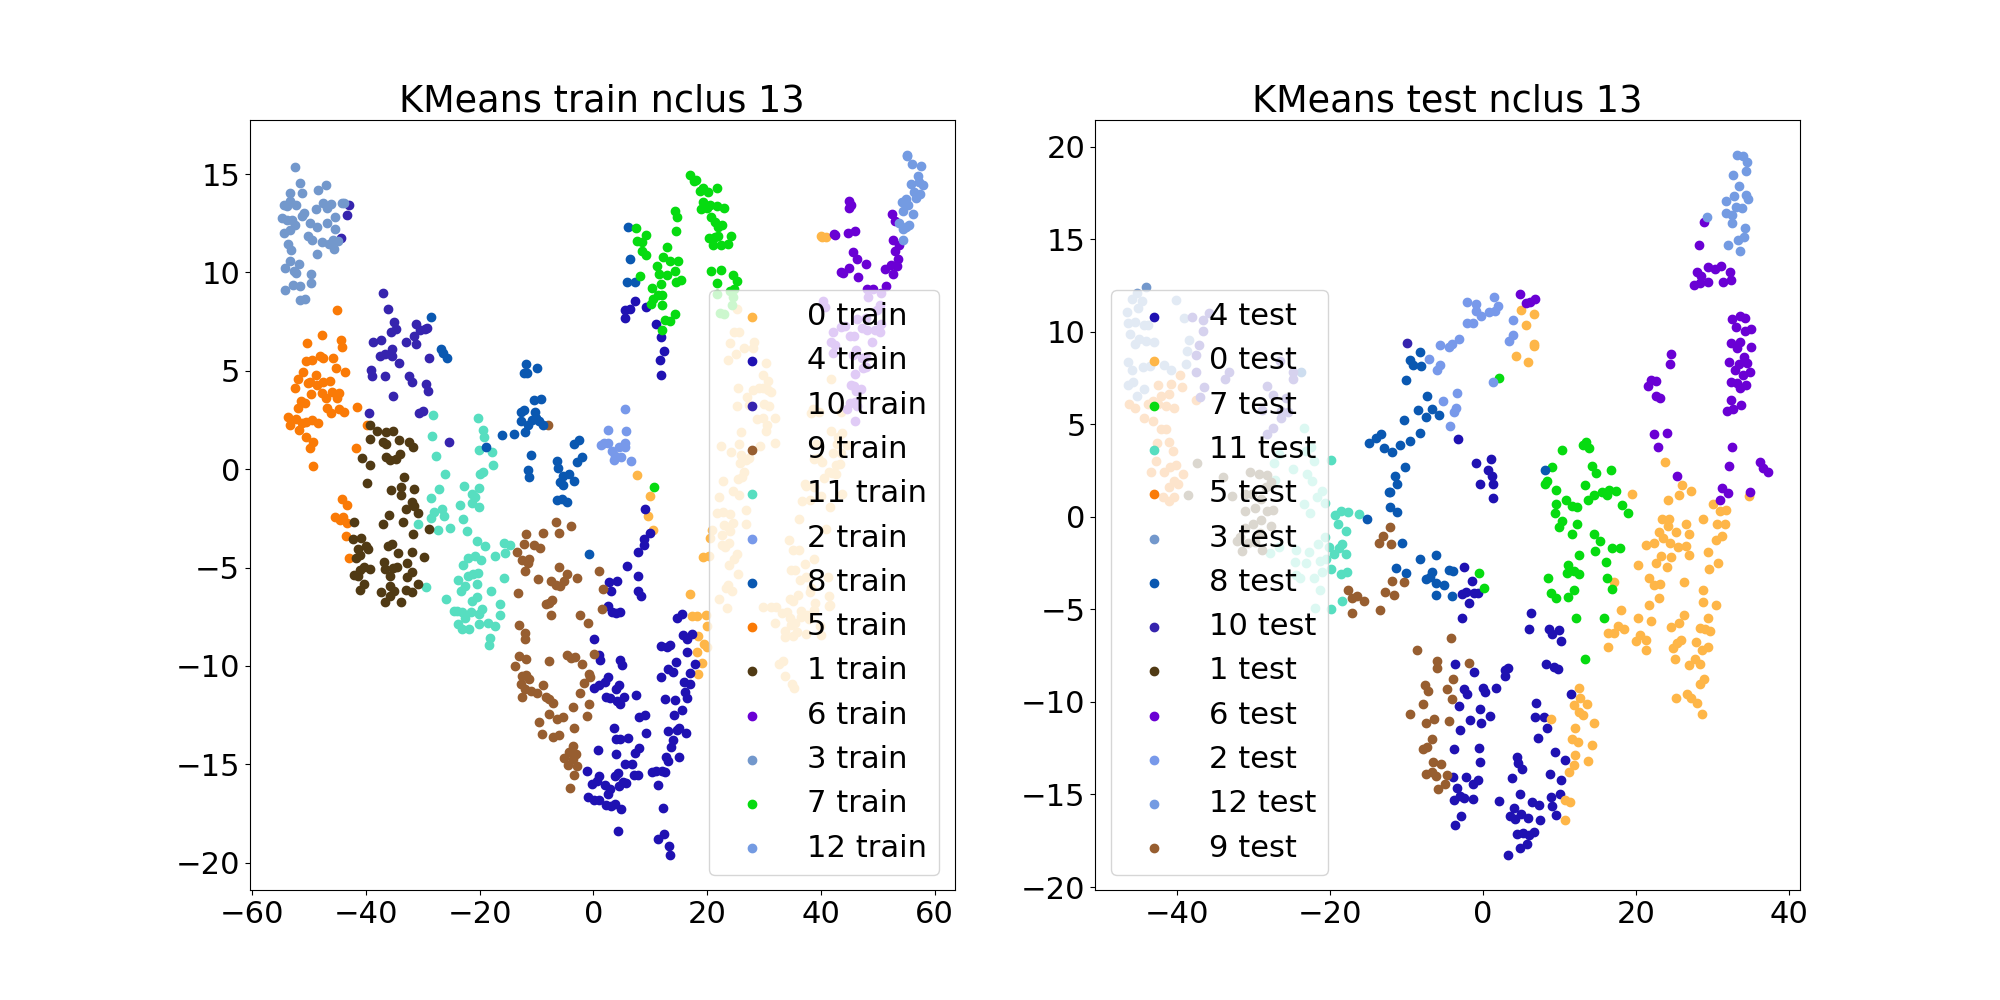 KMeans train nclus 13
15
10
5
0
−5
−10
−15
−20
−60
−40
−20
0
20
40
60
0 train
4 train
10 train
9 train
11 train
2 train
8 train
5 train
1 train
6 train
3 train
7 train
12 train
KMeans test nclus 13
20
15
10
5
0
−5
−10
−15
−20
−40
−20
0
20
40
4 test
0 test
7 test
11 test
5 test
3 test
8 test
10 test
1 test
6 test
2 test
12 test
9 test